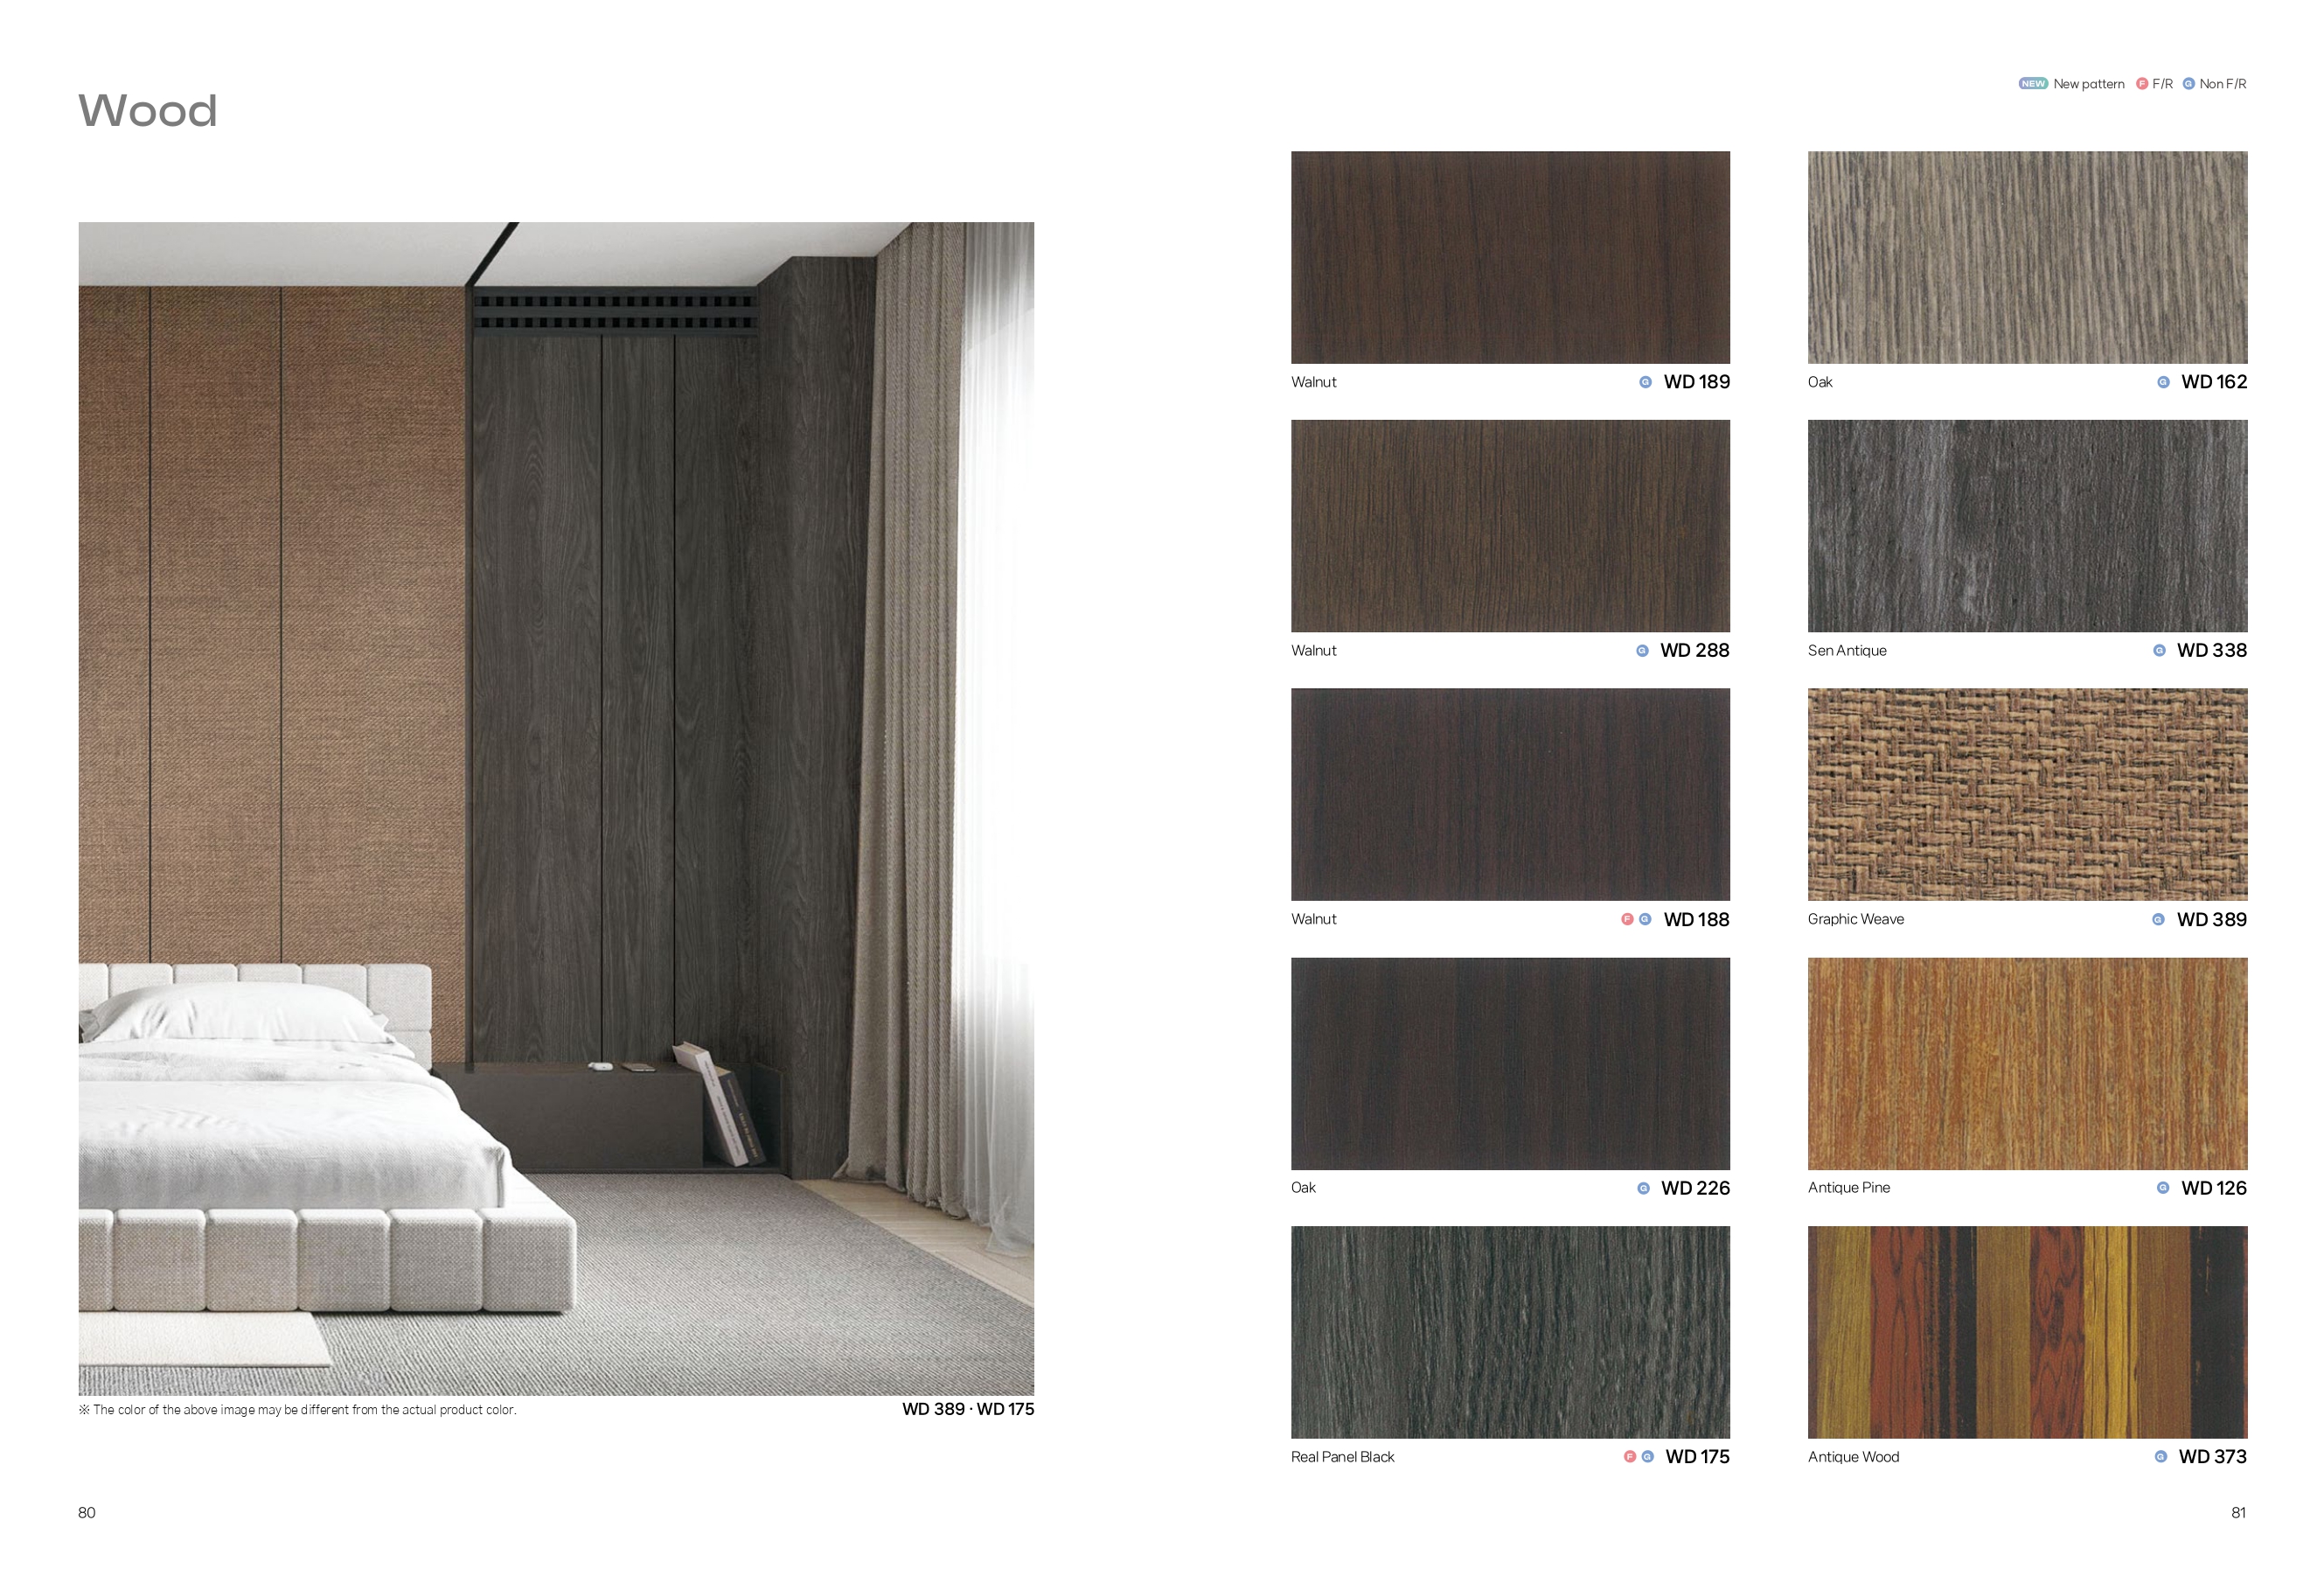 Wood
※ The color of the above image may be different from the actual product color.
WD 389 · WD 175
80
NEW New pattern F F/R G Non F/R
Walnut G WD 189
Oak G WD 162
Walnut G WD 288
Sen Antique G WD 338
Walnut F G WD 188
Graphic Weave G WD 389
Oak G WD 226
Antique Pine G WD 126
Real Panel Black F G WD 175
Antique Wood G WD 373
81